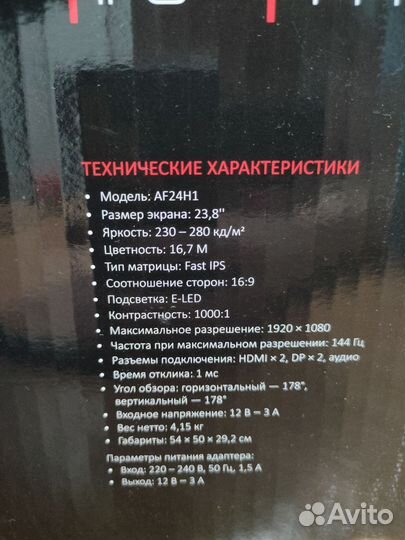 ТЕХНИЧЕСКИЕ ХАРАКТЕРИСТИКИ
• Модель: AF24H1
• Размер экрана: 23,8''
• Яркость: 230 – 280 кд/м²
• Цветность: 16,7 М
• Тип матрицы: Fast IPS
• Соотношение сторон: 16:9
• Подсветка: E-LED
• Контрастность: 1000:1
• Максимальное разрешение: 1920 × 1080
• Частота при максимальном разрешении: 144 Гц
• Разъемы подключения: HDMI × 2, DP × 2, аудио
• Время отклика: 1 мс
• Угол обзора: горизонтальный — 178°,
вертикальный — 178°
• Входное напряжение: 12 В = 3 А
• Вес нетто: 4,15 кг
• Габариты: 54 × 50 × 29,2 см
Параметры питания адаптера:
• Вход: 220 – 240 В, 50 Гц, 1,5 А
• Выход: 12 В = 3 А
Avito